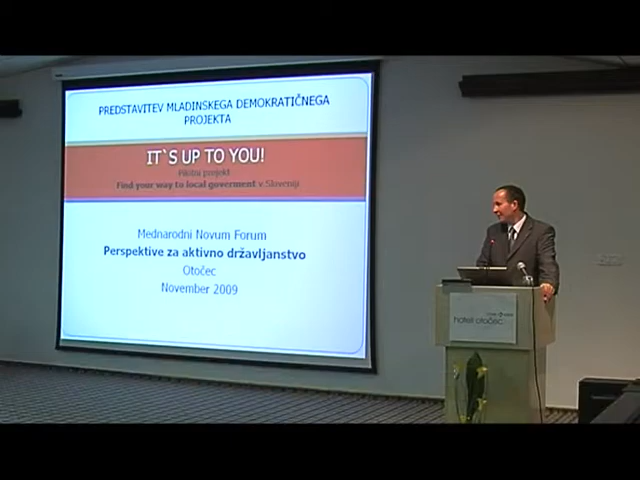 PREDSTAVITEV MLADINSKEGA DEMOKRATIČNEGA
PROJEKTA
IT`S UP TO YOU!
Pilotni projekt
Find your way to local goverment v Sloveniji
Mednarodni Novum Forum
Perspektive za aktivno državljanstvo
Otočec
November 2009
hotel otočec